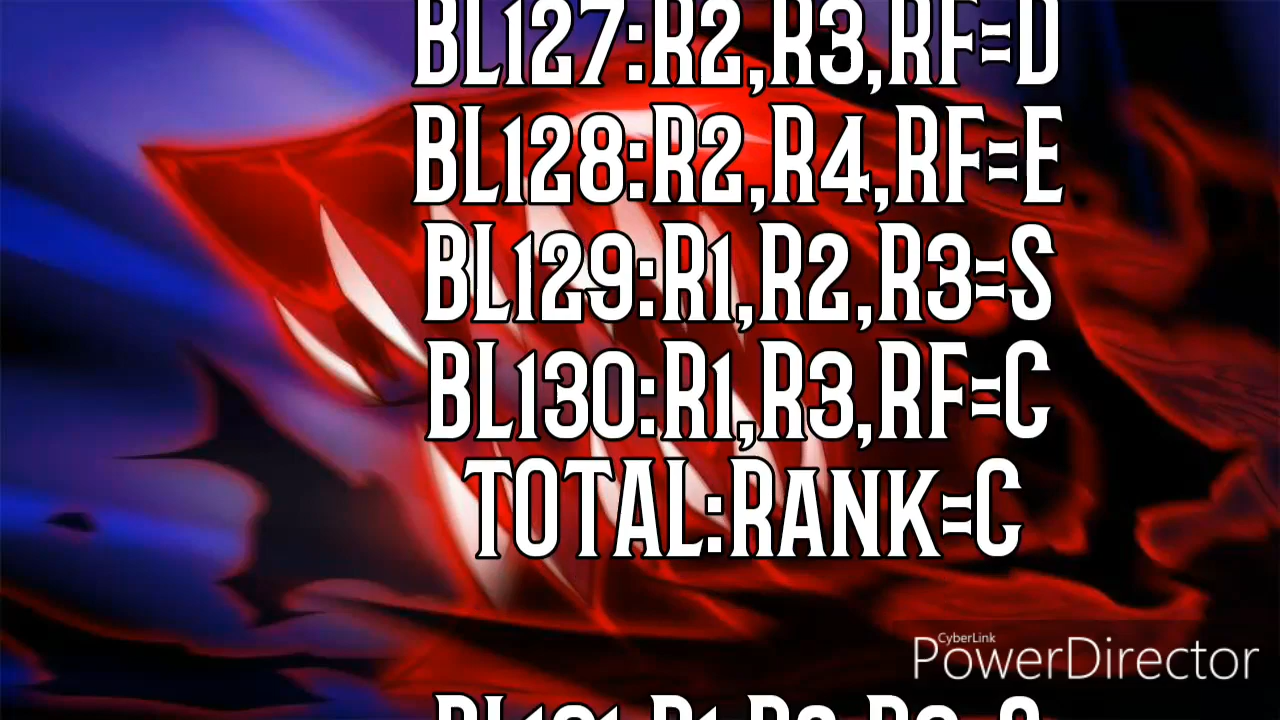 BL127:R2,R3,RF=D
BL128:R2,R4,RF=E
BL129:R1,R2,R3=S
BL130:R1,R3,RF=C
TOTAL:RANK=C
CyberLink
PowerDirector